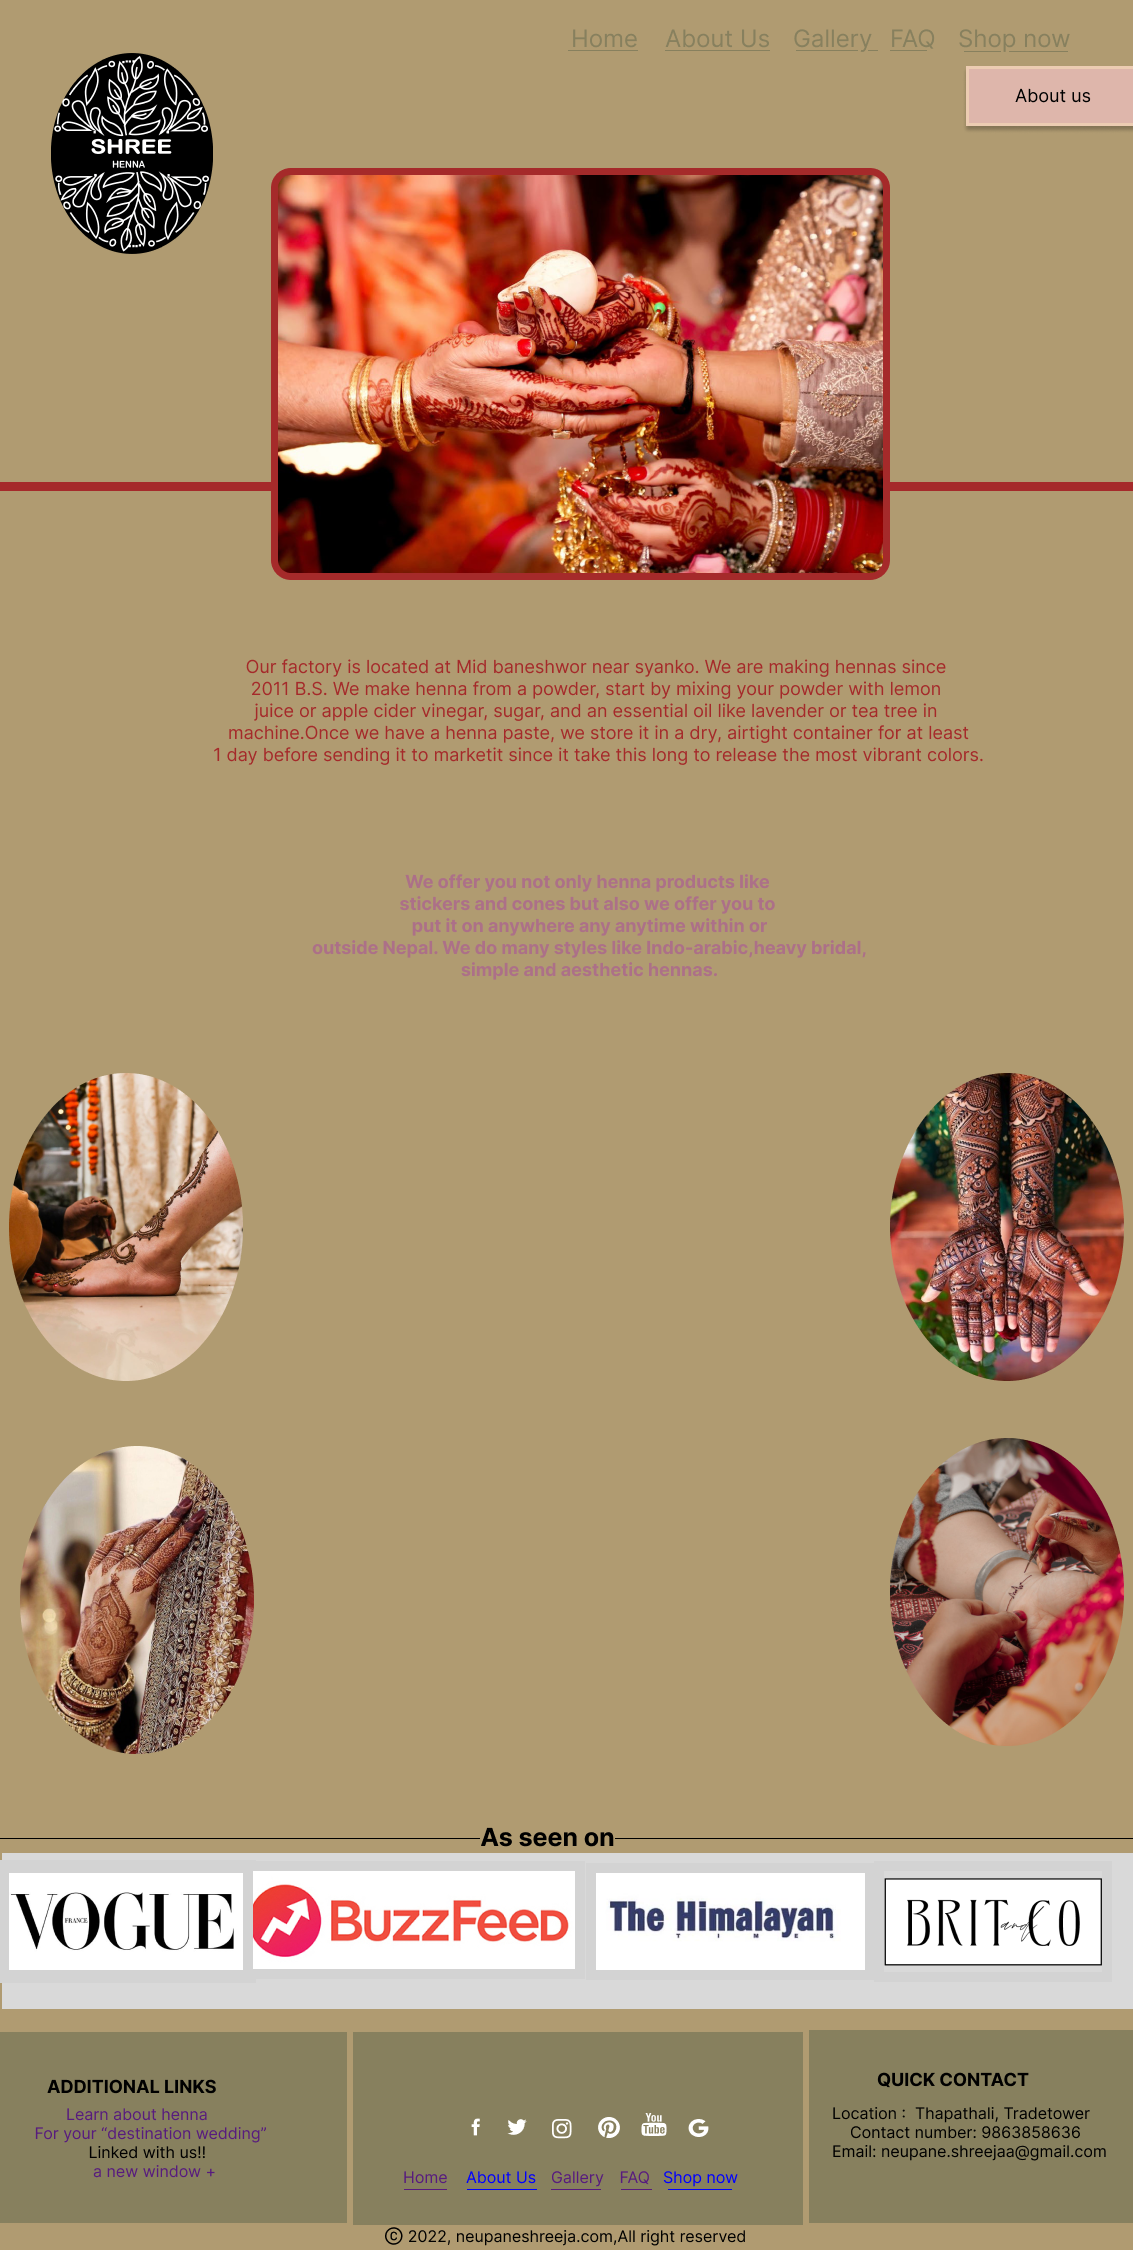 Home About Us Gallery FAQ Shop now
About us
SHREE
HENNA
Our factory is located at Mid baneshwor near syanko. We are making hennas since
2011 B.S. We make henna from a powder, start by mixing your powder with lemon
juice or apple cider vinegar, sugar, and an essential oil like lavender or tea tree in
machine.Once we have a henna paste, we store it in a dry, airtight container for at least
1 day before sending it to marketit since it take this long to release the most vibrant colors.
We offer you not only henna products like
stickers and cones but also we offer you to
put it on anywhere any anytime within or
outside Nepal. We do many styles like Indo-arabic,heavy bridal,
simple and aesthetic hennas.
As seen on
VOGUE
FRANCE
BuzzFeed
The Himalayan
TIMES
BRIT and CO
ADDITIONAL LINKS
Learn about henna
For your “destination wedding”
Linked with us!!
a new window +
You
Tube
Home About Us Gallery FAQ Shop now
QUICK CONTACT
Location : Thapathali, Tradetower
Contact number: 9863858636
Email: neupane.shreejaa@gmail.com
© 2022, neupaneshreeja.com,All right reserved